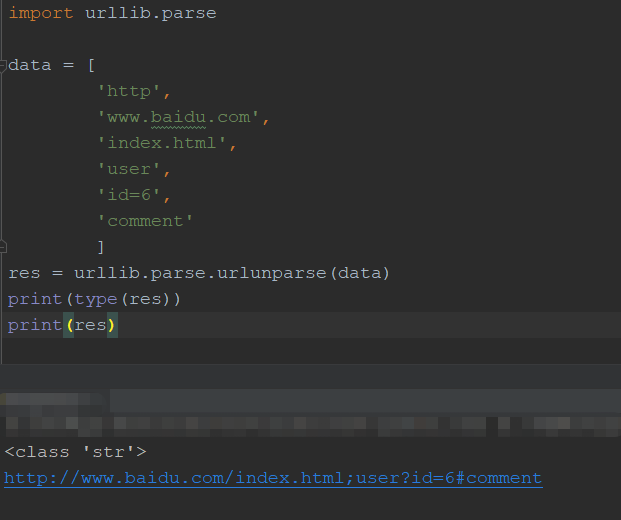 import urllib.parse
data = [
'http',
'www.baidu.com',
'index.html',
'user',
'id=6',
'comment'
]
res = urllib.parse.urlunparse(data)
print(type(res))
print(res)
<class 'str'>
http://www.baidu.com/index.html;user?id=6#comment